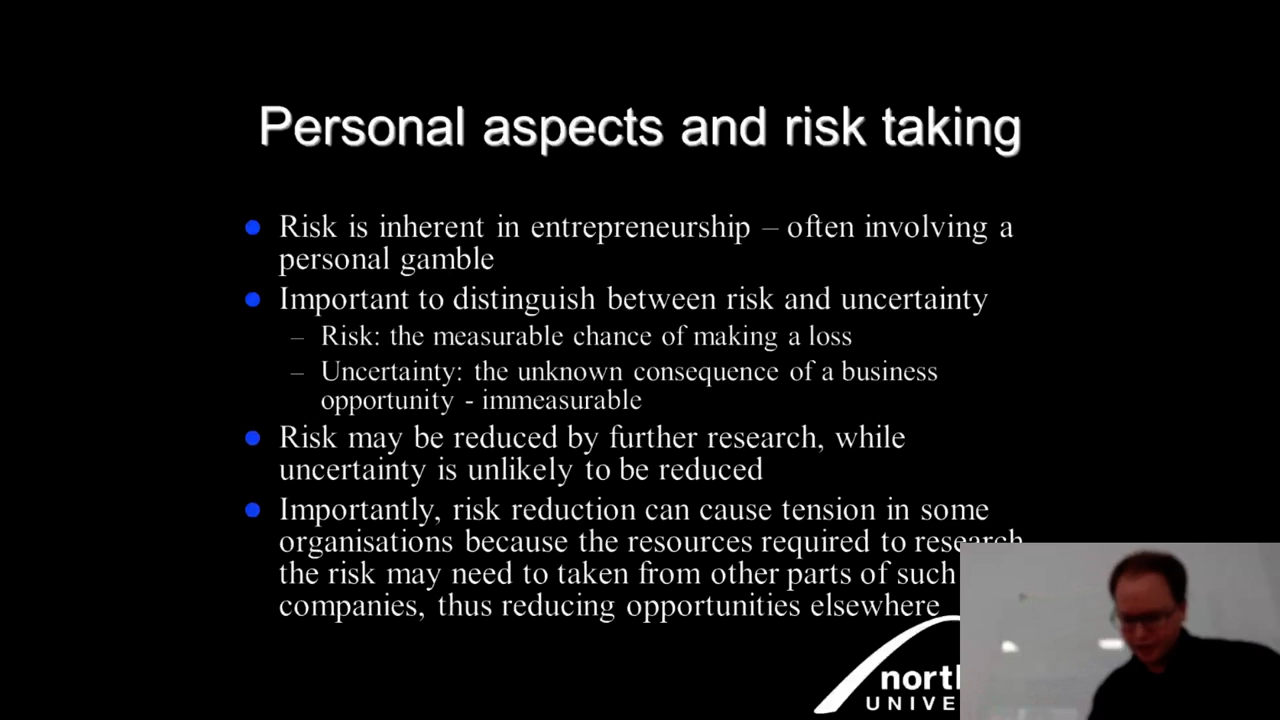 Personal aspects and risk taking
● Risk is inherent in entrepreneurship – often involving a
personal gamble
● Important to distinguish between risk and uncertainty
– Risk: the measurable chance of making a loss
– Uncertainty: the unknown consequence of a business
opportunity - immeasurable
● Risk may be reduced by further research, while
uncertainty is unlikely to be reduced
● Importantly, risk reduction can cause tension in some
organisations because the resources required to research
the risk may need to taken from other parts of such
companies, thus reducing opportunities elsewhere